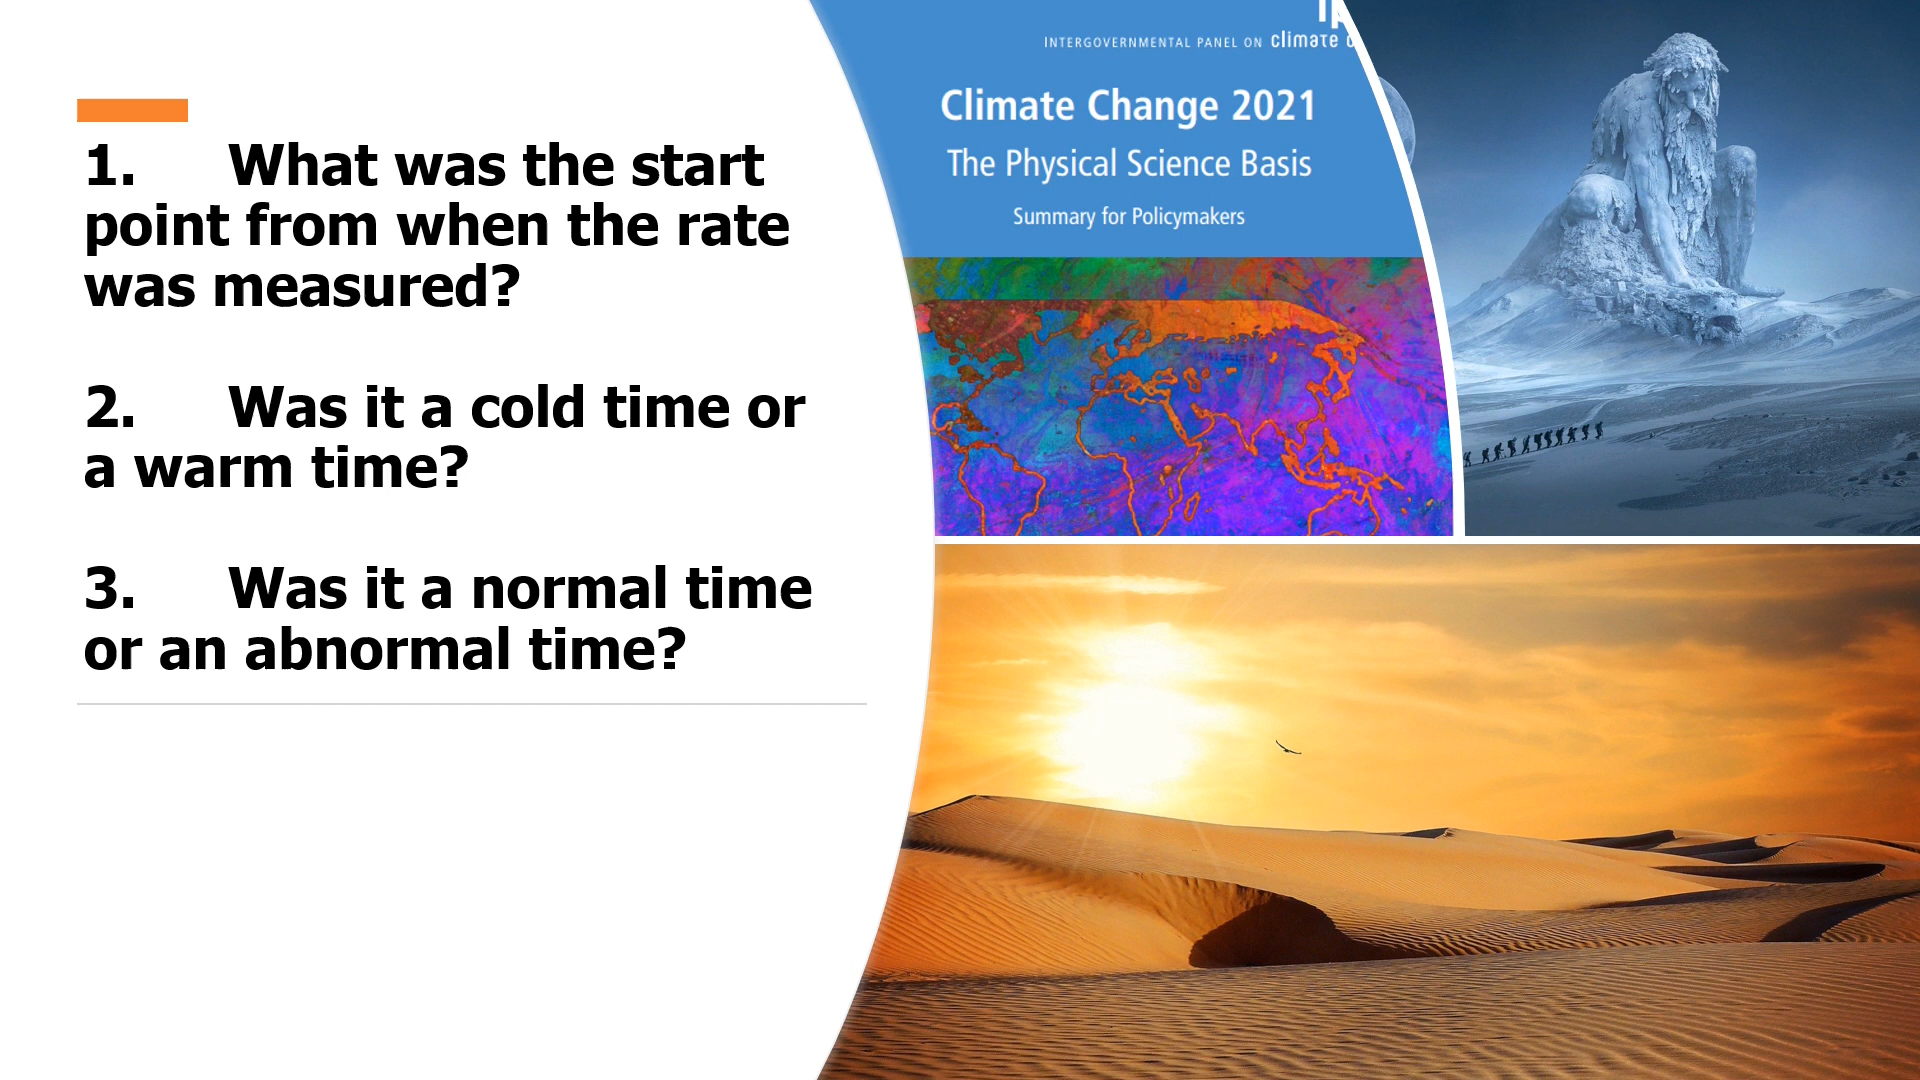 1. What was the start
point from when the rate
was measured?
2. Was it a cold time or
a warm time?
3. Was it a normal time
or an abnormal time?
INTERGOVERNMENTAL PANEL ON climate
Climate Change 2021
The Physical Science Basis
Summary for Policymakers